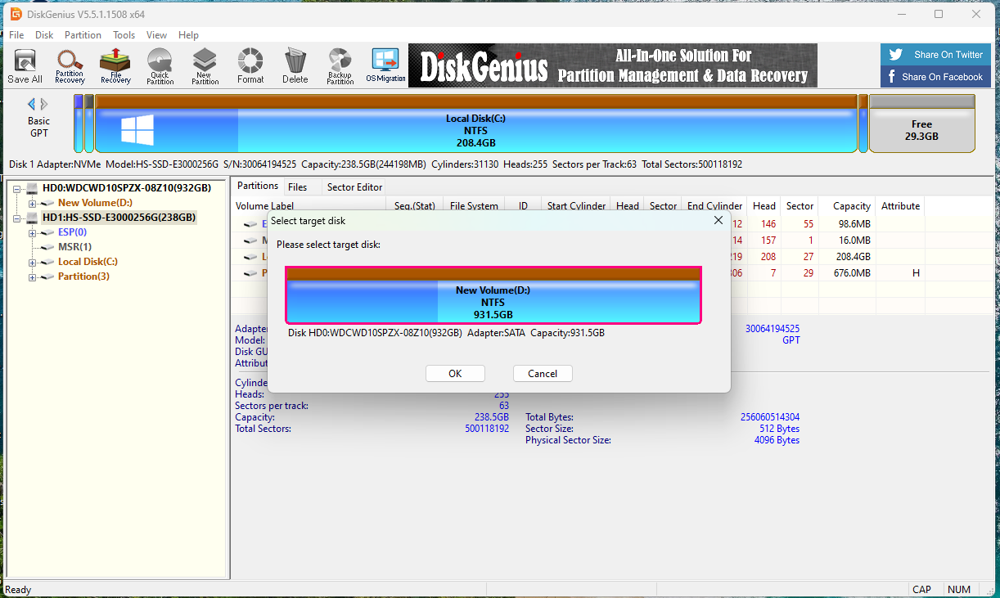 DiskGenius V5.5.1.1508 x64
File Disk Partition Tools View Help
Save All
Partition
Recovery
File
Recovery
Quick
Partition
New
Partition
Format
Delete
Backup
Partition
OS Migration
DiskGenius
All-In-One Solution For
Partition Management & Data Recovery
Share On Twitter
Share On Facebook
Basic
GPT
Local Disk(C:)
NTFS
208.4GB
Free
29.3GB
Disk 1 Adapter:NVMe Model:HS-SSD-E3000256G S/N:30064194525 Capacity:238.5GB(244198MB) Cylinders:31130 Heads:255 Sectors per Track:63 Total Sectors:500118192
HD0:WDCWD10SPZX-08Z10(932GB)
New Volume(D:)
HD1:HS-SSD-E3000256G(238GB)
ESP(0)
MSR(1)
Local Disk(C:)
Partition(3)
Partitions Files Sector Editor
Volume Label Seq.(Stat) File System ID Start Cylinder Head Sector End Cylinder Head Sector Capacity Attribute
12 146 55 98.6MB
14 157 1 16.0MB
219 208 27 208.4GB
306 7 29 676.0MB H
Select target disk
Please select target disk:
New Volume(D:)
NTFS
931.5GB
Disk HD0:WDCWD10SPZX-08Z10(932GB) Adapter:SATA Capacity:931.5GB
OK Cancel
Adapter
Model: 30064194525
Disk GU GPT
Attribut
Cylinde
Heads: 255
Sectors per track: 63
Capacity: 238.5GB Total Bytes: 256060514304
Total Sectors: 500118192 Sector Size: 512 Bytes
Physical Sector Size: 4096 Bytes
Ready CAP NUM